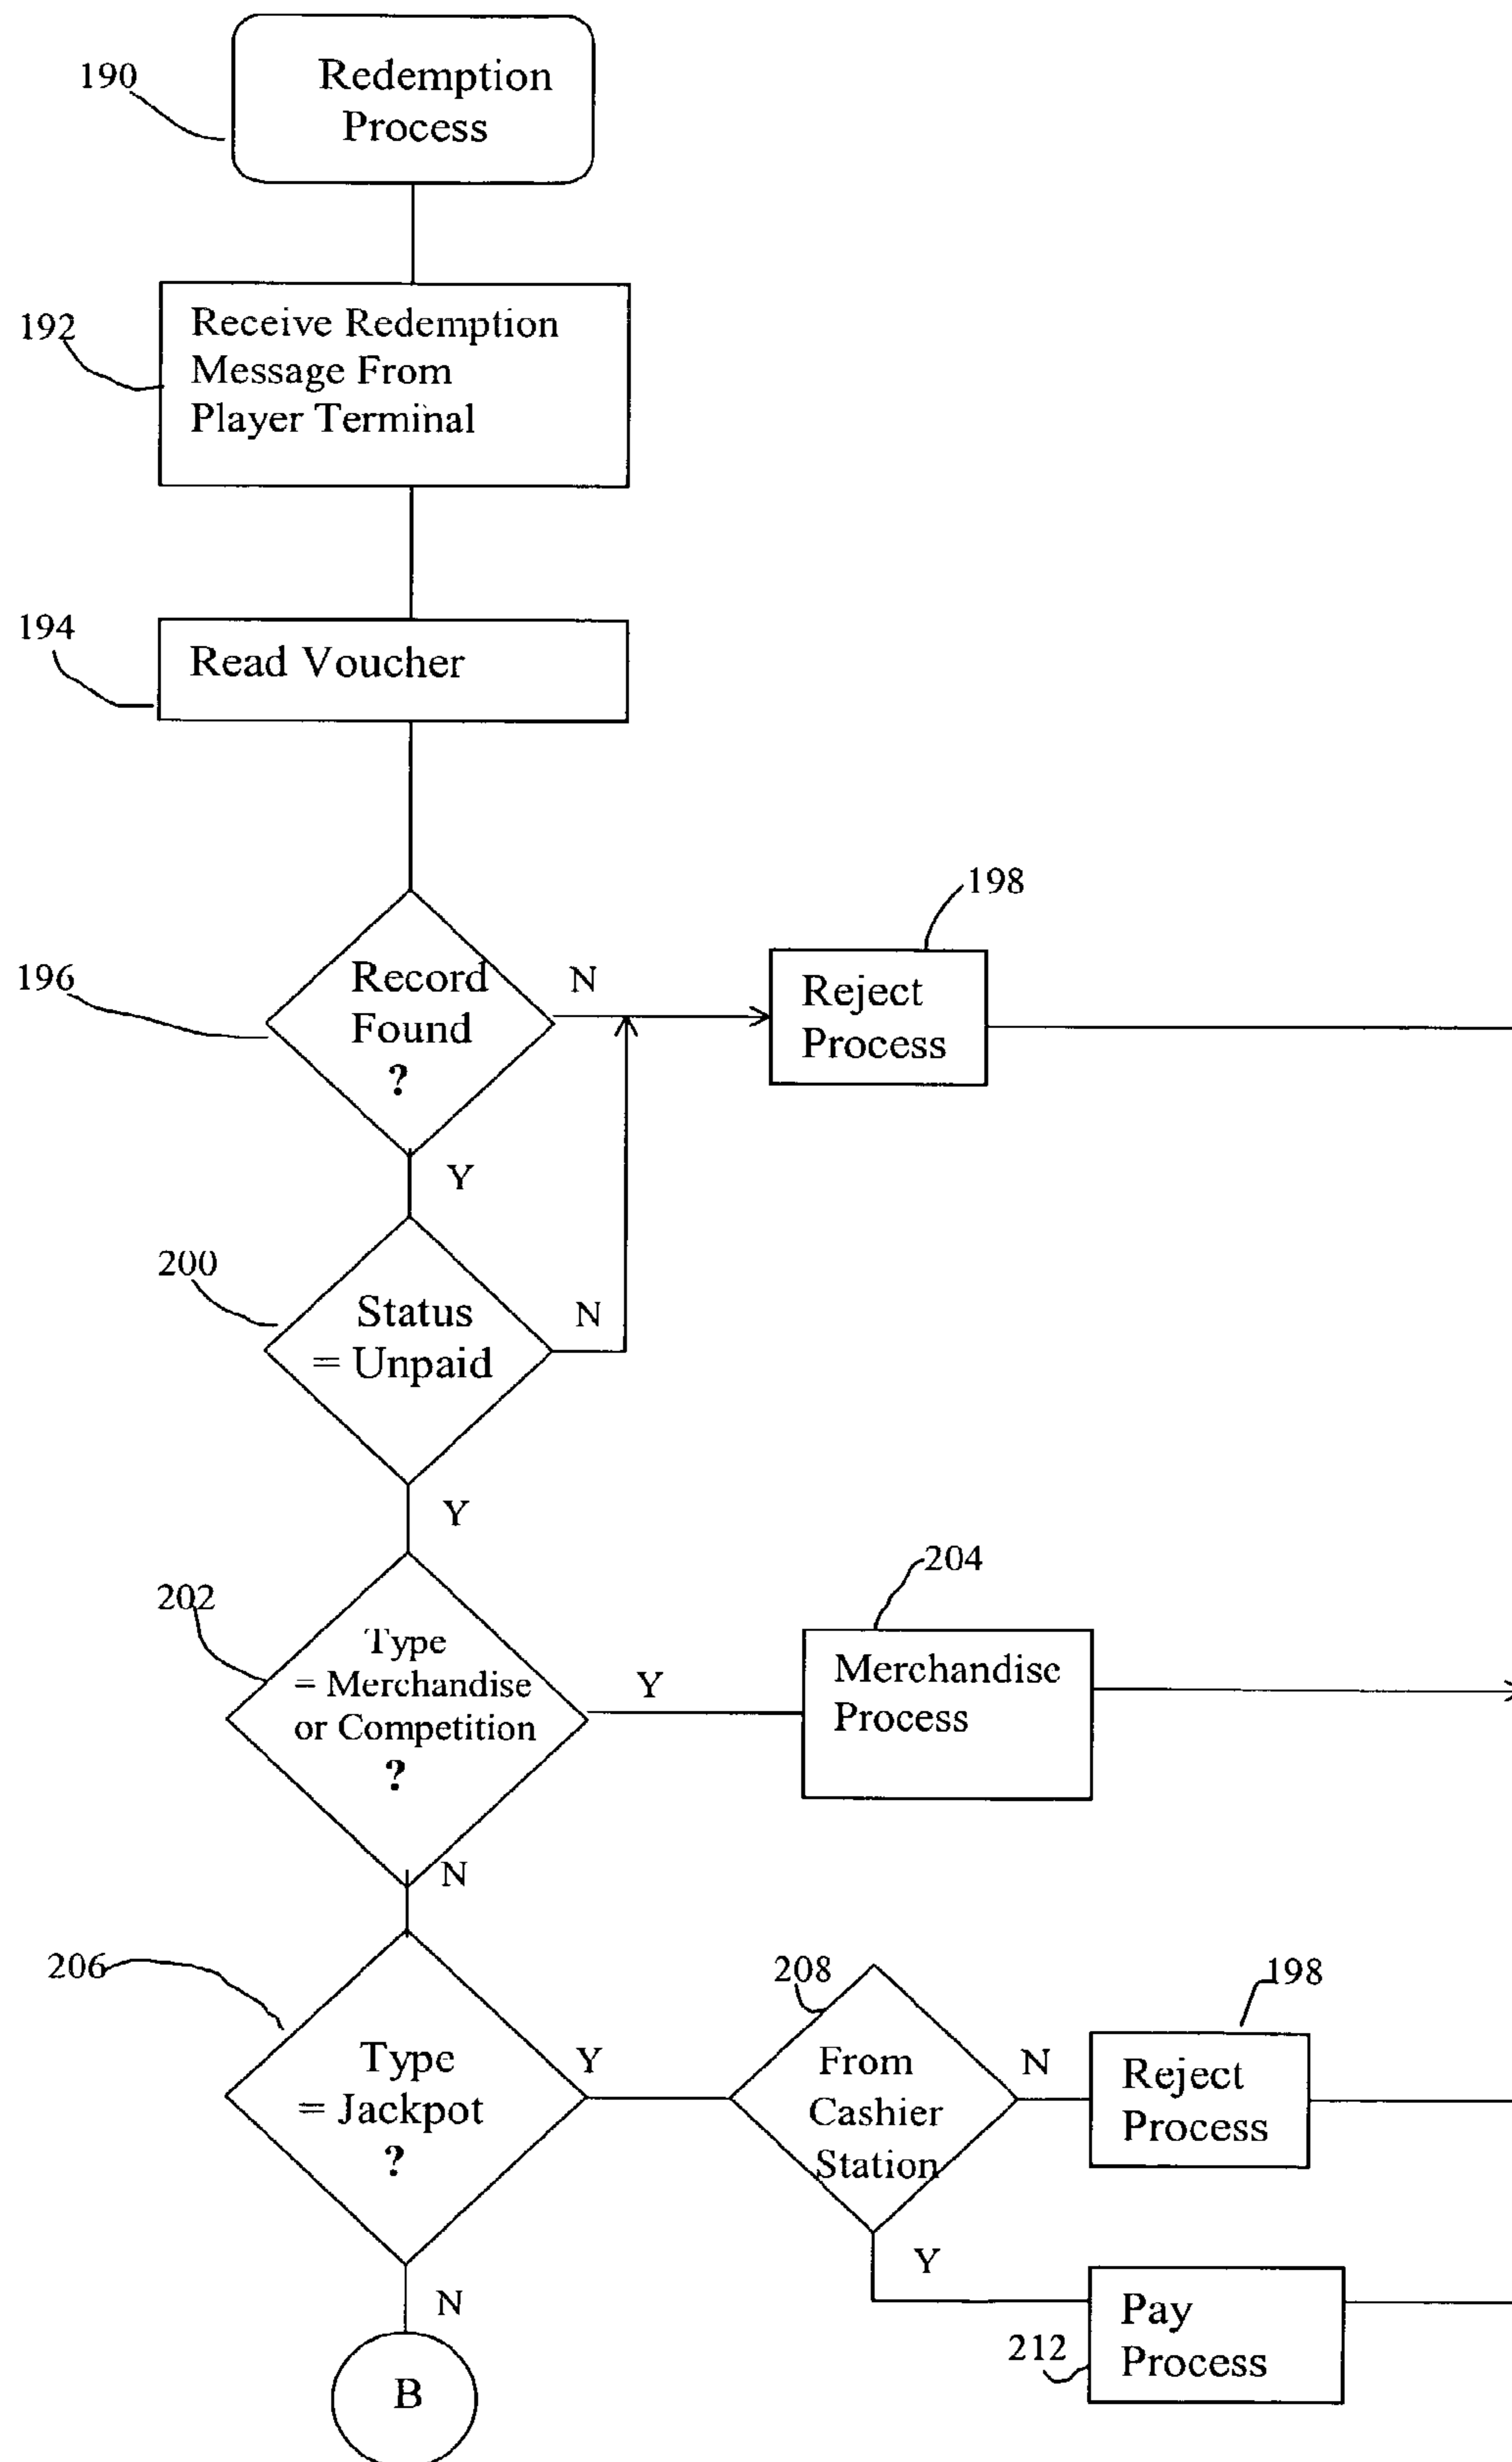 190
Redemption
Process
192
Receive Redemption
Message From
Player Terminal
194
Read Voucher
196
Record
Found
?
N
198
Reject
Process
Y
200
Status
= Unpaid
N
Y
202
Type
= Merchandise
or Competition
?
Y
204
Merchandise
Process
N
206
Type
= Jackpot
?
Y
208
From
Cashier
Station
N
198
Reject
Process
Y
212
Pay
Process
N
B